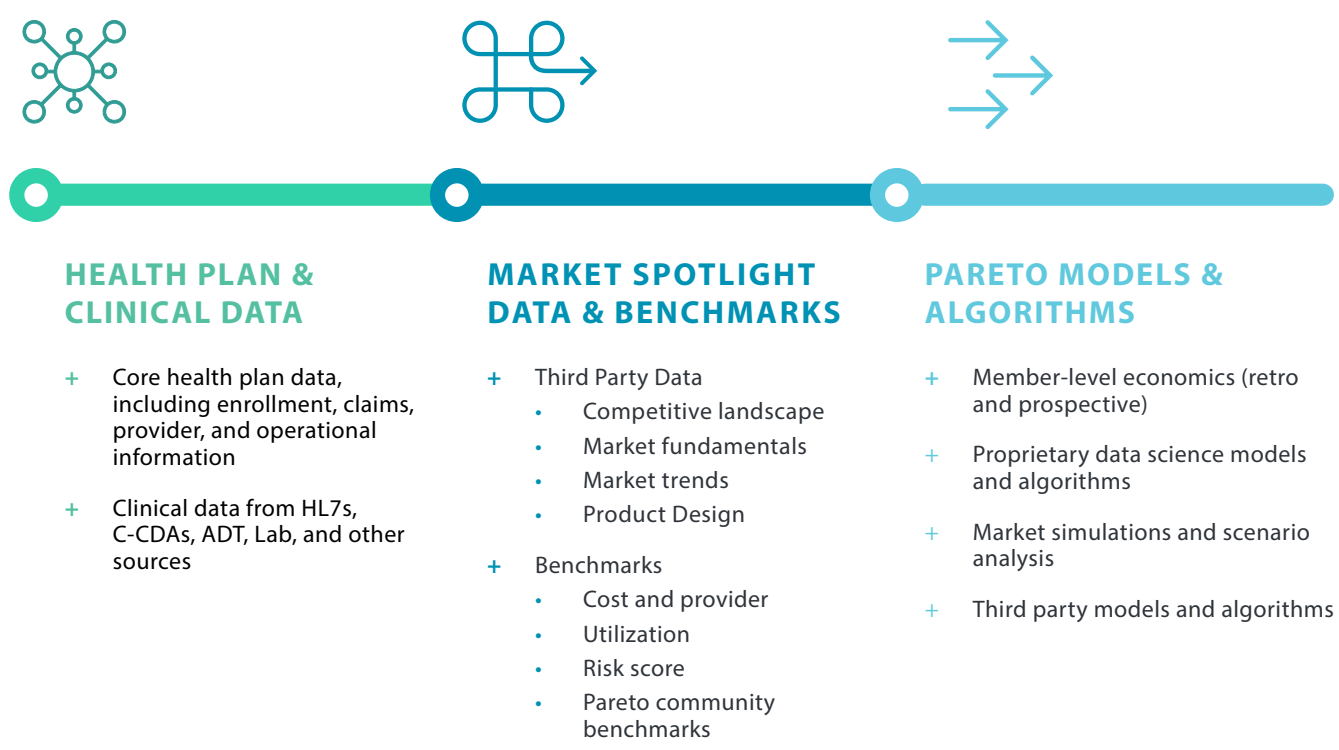 HEALTH PLAN &
CLINICAL DATA
+ Core health plan data,
including enrollment, claims,
provider, and operational
information
+ Clinical data from HL7s,
C-CDAs, ADT, Lab, and other
sources
MARKET SPOTLIGHT
DATA & BENCHMARKS
+ Third Party Data
• Competitive landscape
• Market fundamentals
• Market trends
• Product Design
+ Benchmarks
• Cost and provider
• Utilization
• Risk score
• Pareto community
benchmarks
PARETO MODELS &
ALGORITHMS
+ Member-level economics (retro
and prospective)
+ Proprietary data science models
and algorithms
+ Market simulations and scenario
analysis
+ Third party models and algorithms